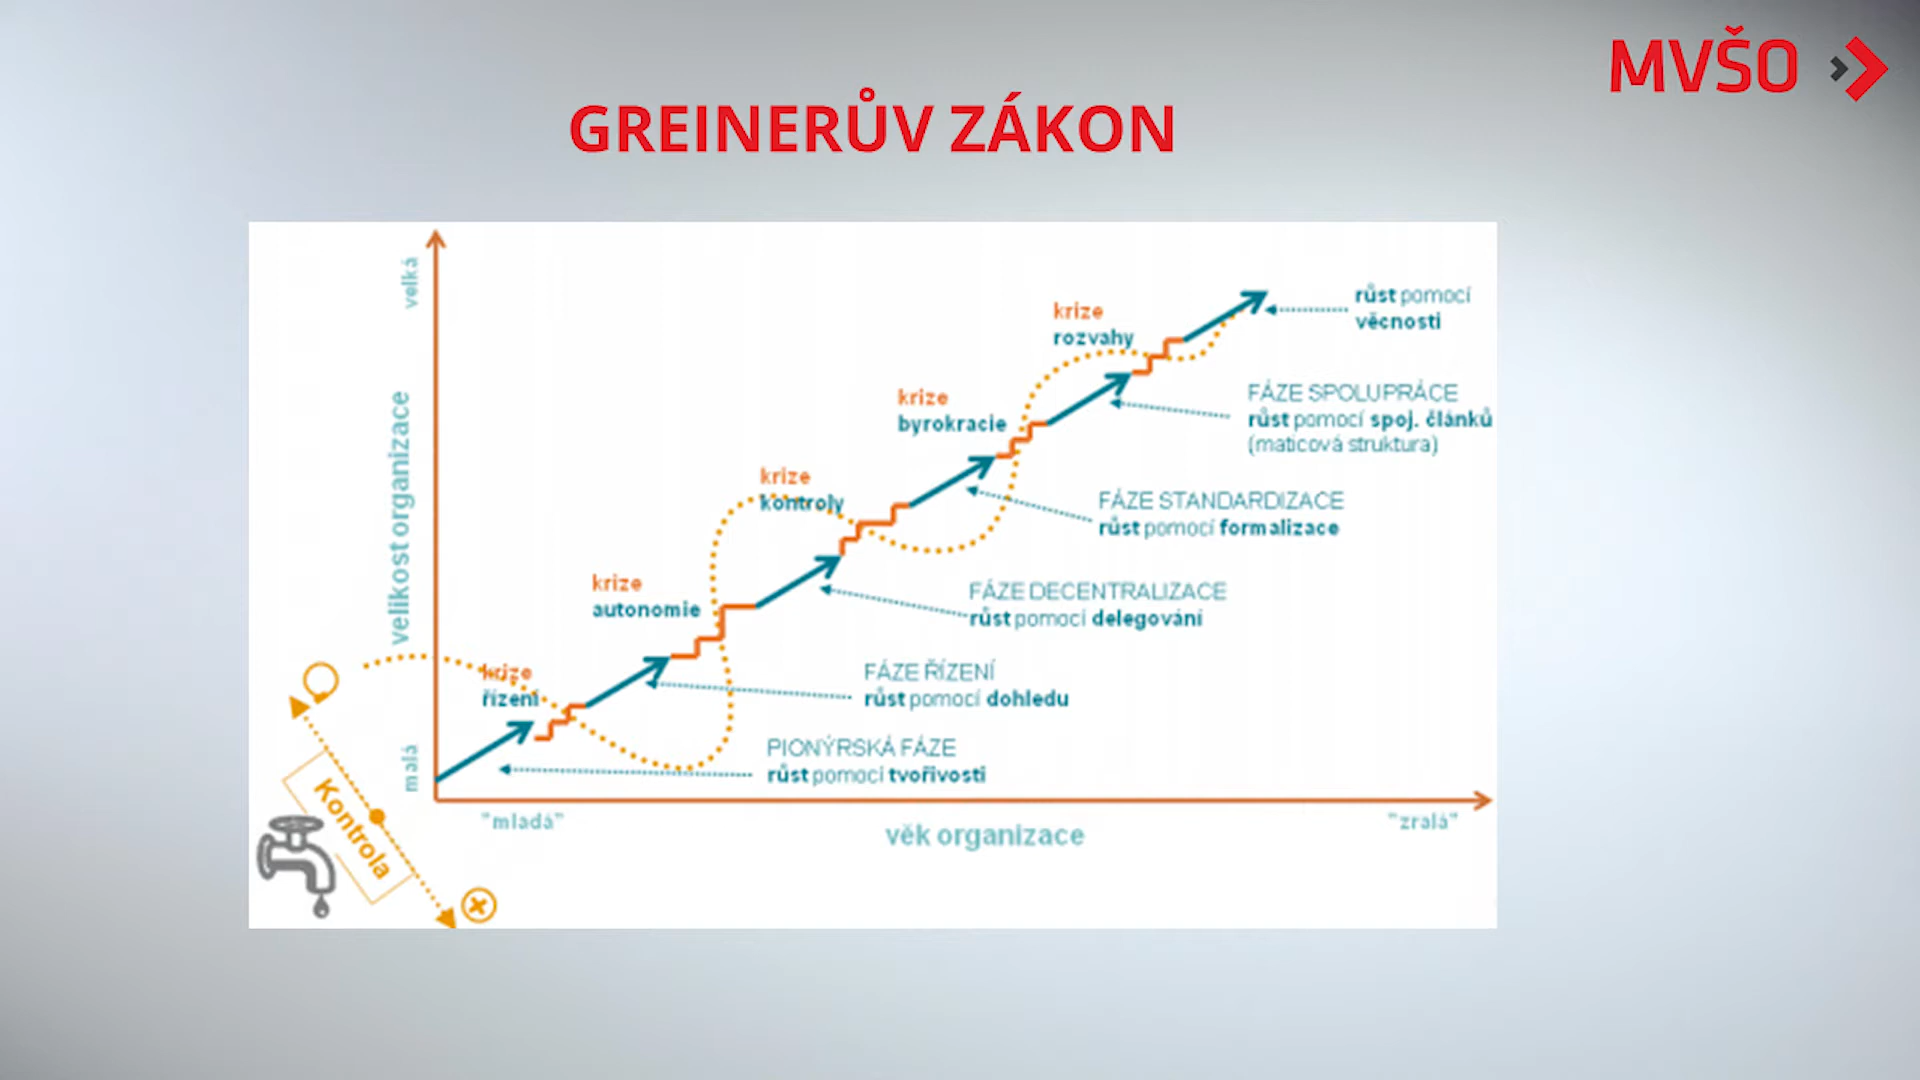 MVŠO
GREINERŮV ZÁKON
velká
velikost organizace
malá
růst pomocí
věcnosti
krize
rozvahy
FÁZE SPOLUPRÁCE
růst pomocí spoj. článků
(maticová struktura)
krize
byrokracie
krize
kontroly
FÁZE STANDARDIZACE
růst pomocí formalizace
krize
autonomie
FÁZE DECENTRALIZACE
růst pomocí delegování
krize
řízení
FÁZE ŘÍZENÍ
růst pomocí dohledu
PIONÝRSKÁ FÁZE
růst pomocí tvořivosti
"mladá"
věk organizace
"zralá"
Kontrola